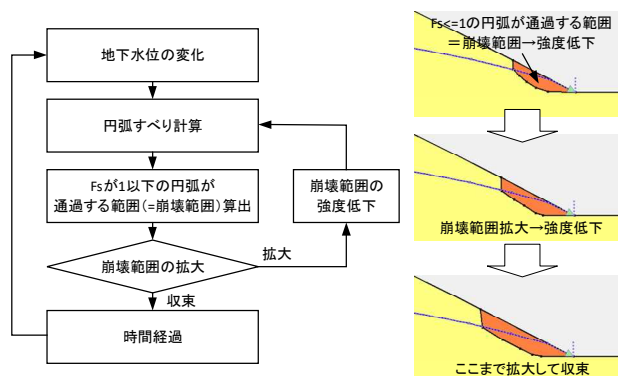 地下水位の変化
円弧すべり計算
Fsが1以下の円弧が
通過する範囲(=崩壊範囲)算出
崩壊範囲の
強度低下
崩壊範囲の拡大
拡大
収束
時間経過
Fs<=1の円弧が通過する範囲
＝崩壊範囲→強度低下
崩壊範囲拡大→強度低下
ここまで拡大して収束